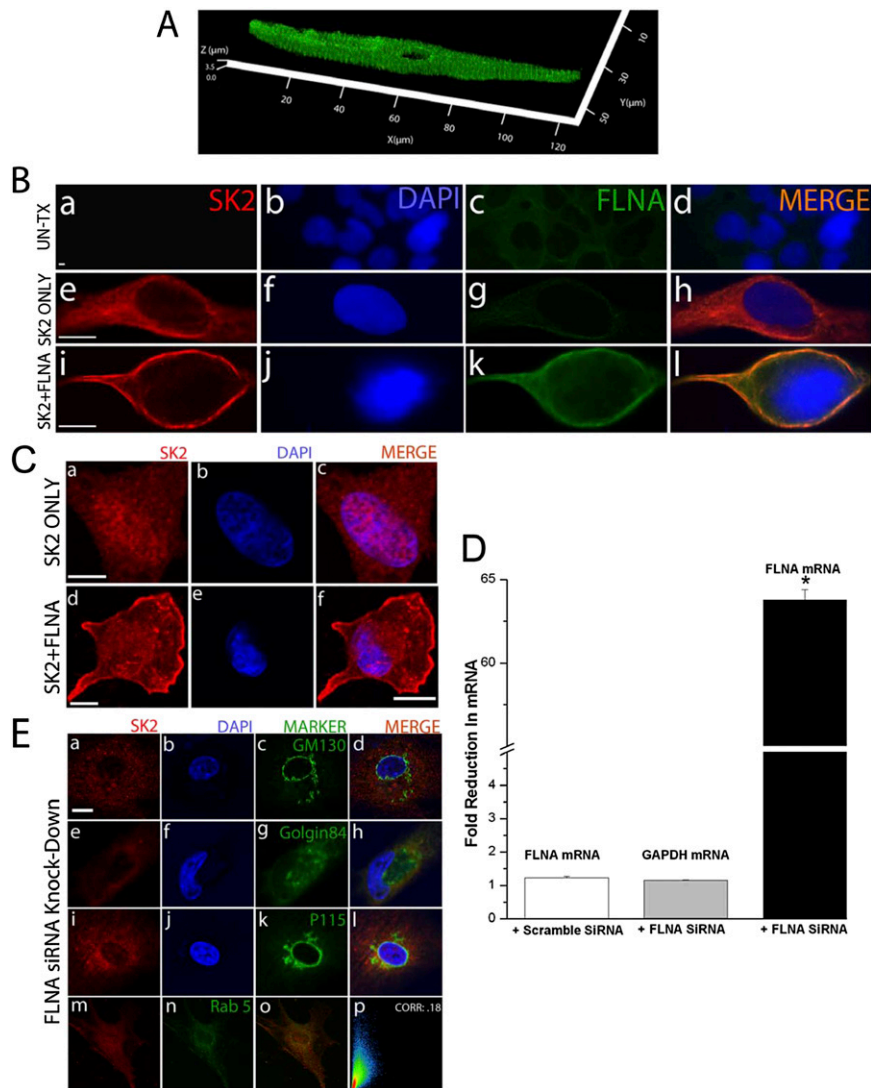 A
Z (µm)
3.5
0.0
20
40
60
80
100
120
X(µm)
10
30
50
Y(µm)
B
a SK2
b DAPI
c FLNA
d MERGE
UN-TX
e
f
g
h
SK2 ONLY
i
j
k
l
SK2+FLNA
C
SK2
DAPI
MERGE
a
b
c
SK2 ONLY
d
e
f
SK2+FLNA
D
Fold Reduction In mRNA
65
60
5
4
3
2
1
0
FLNA mRNA
GAPDH mRNA
FLNA mRNA
*
+ Scramble SiRNA
+ FLNA SiRNA
+ FLNA SiRNA
E
SK2
DAPI
MARKER
MERGE
a
b
c GM130
d
e
f
g Golgin84
h
i
j
k P115
l
m
n Rab 5
o
p CORR: .18
FLNA siRNA Knock-Down